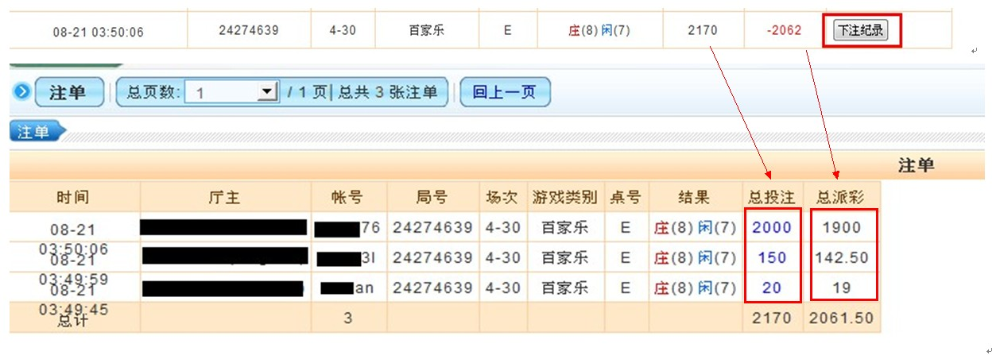 08-21 03:50:06 24274639 4-30 百家乐 E 庄(8) 闲(7) 2170 -2062 下注纪录
注单 总页数: 1 / 1 页| 总共 3 张注单 回上一页
注单
注单
时间 厅主 帐号 局号 场次 游戏类别 桌号 结果 总投注 总派彩
08-21 03:50:06 76 24274639 4-30 百家乐 E 庄(8) 闲(7) 2000 1900
08-21 03:49:59 3l 24274639 4-30 百家乐 E 庄(8) 闲(7) 150 142.50
08-21 03:49:45 an 24274639 4-30 百家乐 E 庄(8) 闲(7) 20 19
总计 3 2170 2061.50